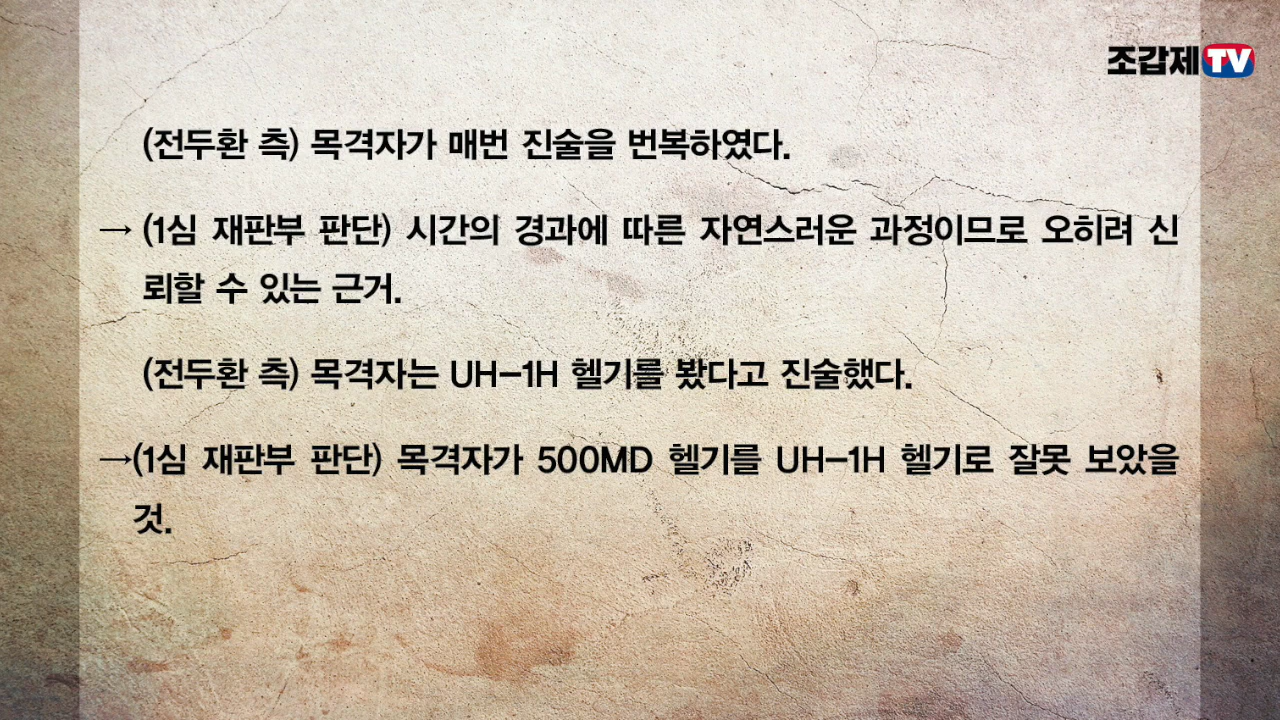 조갑제TV
(전두환 측) 목격자가 매번 진술을 번복하였다.
→ (1심 재판부 판단) 시간의 경과에 따른 자연스러운 과정이므로 오히려 신
뢰할 수 있는 근거.
(전두환 측) 목격자는 UH-1H 헬기를 봤다고 진술했다.
→(1심 재판부 판단) 목격자가 500MD 헬기를 UH-1H 헬기로 잘못 보았을
것.